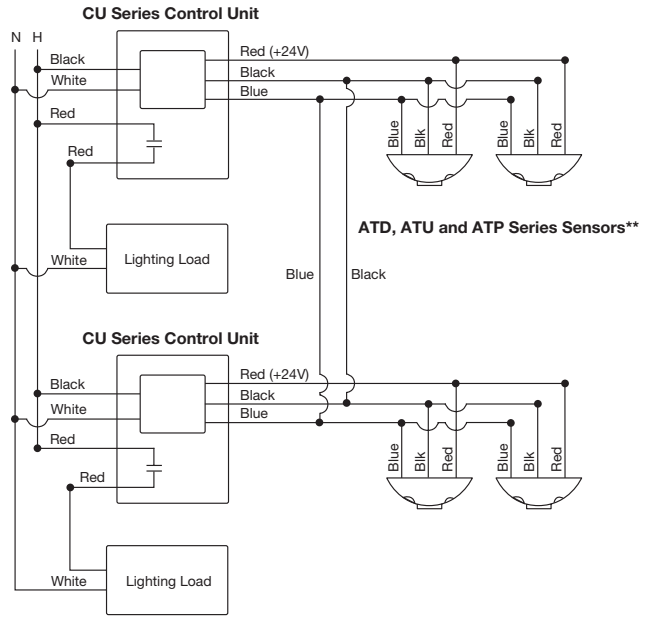 CU Series Control Unit
N H
Black
White
Red
Red
White
Lighting Load
Red (+24V)
Black
Blue
Blue
Blk
Red
Blue
Blk
Red
ATD, ATU and ATP Series Sensors**
Blue
Black
CU Series Control Unit
Black
White
Red
Red
White
Lighting Load
Red (+24V)
Black
Blue
Blue
Blk
Red
Blue
Blk
Red